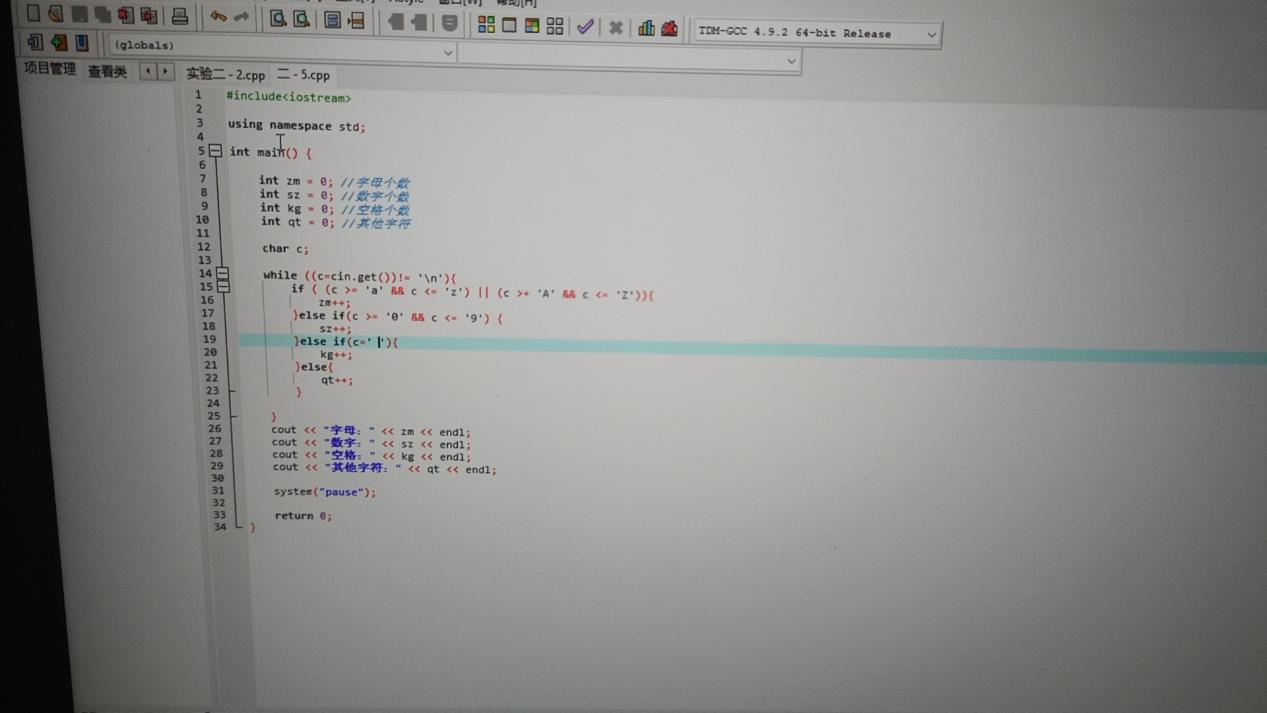 TDM-GCC 4.9.2 64-bit Release
(globals)
项目管理 查看类 实验二 - 2.cpp 二 - 5.cpp
1 #include<iostream>
2
3 using namespace std;
4
5 int main() {
6
7 int zm = 0; //字母个数
8 int sz = 0; //数字个数
9 int kg = 0; //空格个数
10 int qt = 0; //其他字符
11
12 char c;
13
14 while ((c=cin.get())!= '\n'){
15 if ( (c >= 'a' && c <= 'z') || (c >+ 'A' && c <= 'Z')){
16 zm++;
17 }else if(c >= '0' && c <= '9') {
18 sz++;
19 }else if(c=' '){
20 kg++;
21 }else{
22 qt++;
23 }
24
25 }
26 cout << "字母：" << zm << endl;
27 cout << "数字：" << sz << endl;
28 cout << "空格：" << kg << endl;
29 cout << "其他字符：" << qt << endl;
30
31 system("pause");
32
33 return 0;
34 }